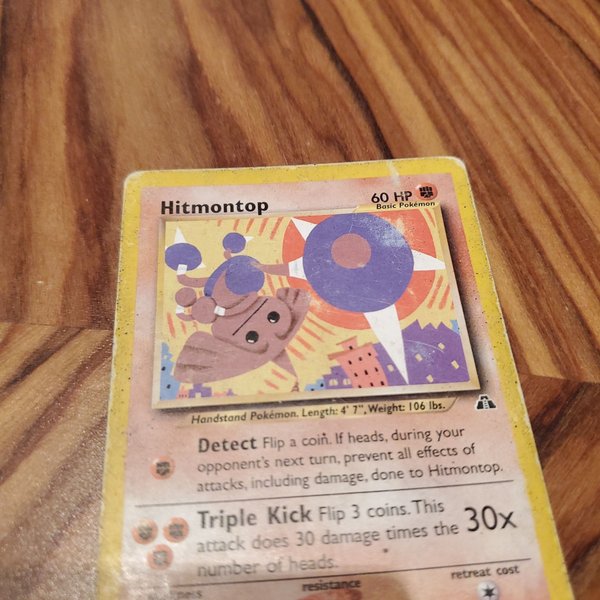 Hitmontop
60 HP
Basic Pokémon
Handstand Pokémon. Length: 4' 7", Weight: 106 lbs.
Detect Flip a coin. If heads, during your
opponent's next turn, prevent all effects of
attacks, including damage, done to Hitmontop.
Triple Kick Flip 3 coins. This
attack does 30 damage times the
number of heads.
30x
resistance
retreat cost